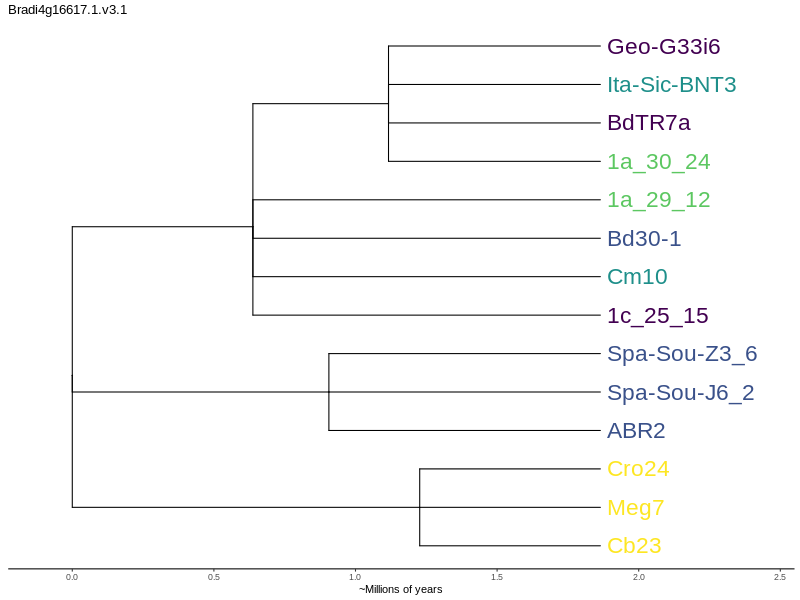 Bradi4g16617.1.v3.1
Geo-G33i6
Ita-Sic-BNT3
BdTR7a
1a_30_24
1a_29_12
Bd30-1
Cm10
1c_25_15
Spa-Sou-Z3_6
Spa-Sou-J6_2
ABR2
Cro24
Meg7
Cb23
0.0 0.5 1.0 1.5 2.0 2.5
~Millions of years